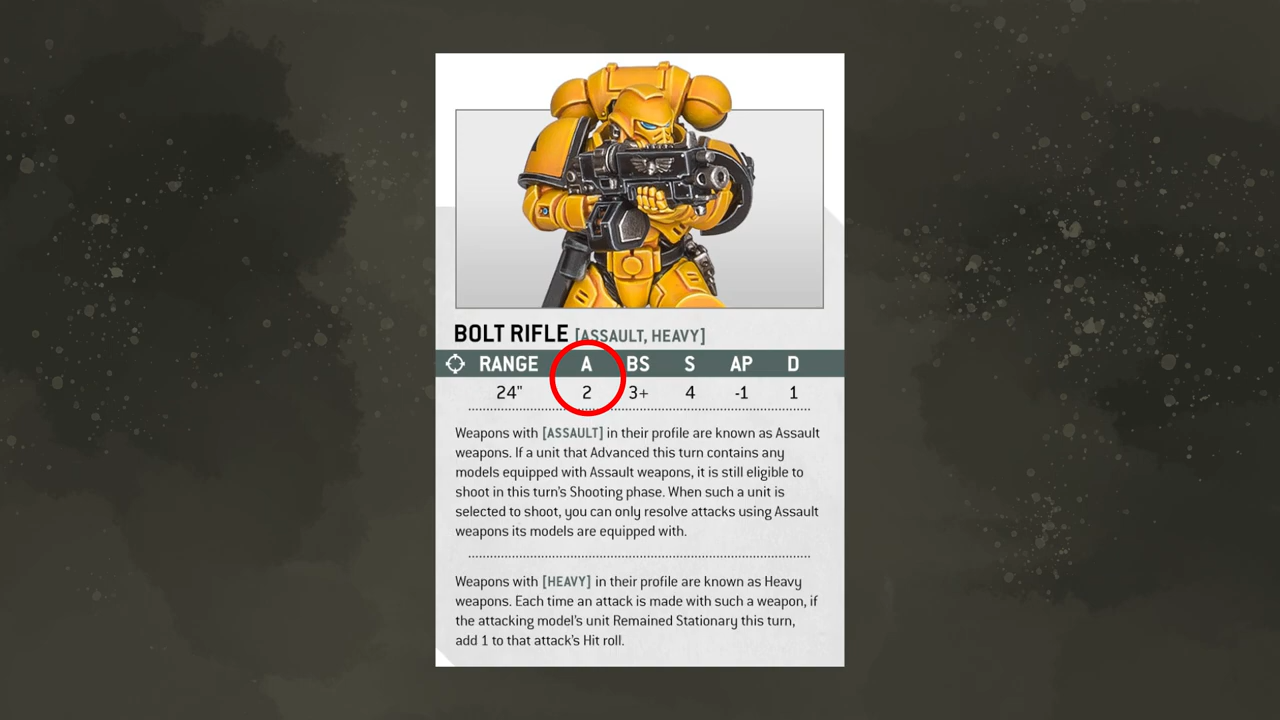 BOLT RIFLE [ASSAULT, HEAVY]
RANGE A BS S AP D
24" 2 3+ 4 -1 1
Weapons with [ASSAULT] in their profile are known as Assault
weapons. If a unit that Advanced this turn contains any
models equipped with Assault weapons, it is still eligible to
shoot in this turn's Shooting phase. When such a unit is
selected to shoot, you can only resolve attacks using Assault
weapons its models are equipped with.
Weapons with [HEAVY] in their profile are known as Heavy
weapons. Each time an attack is made with such a weapon, if
the attacking model's unit Remained Stationary this turn,
add 1 to that attack's Hit roll.